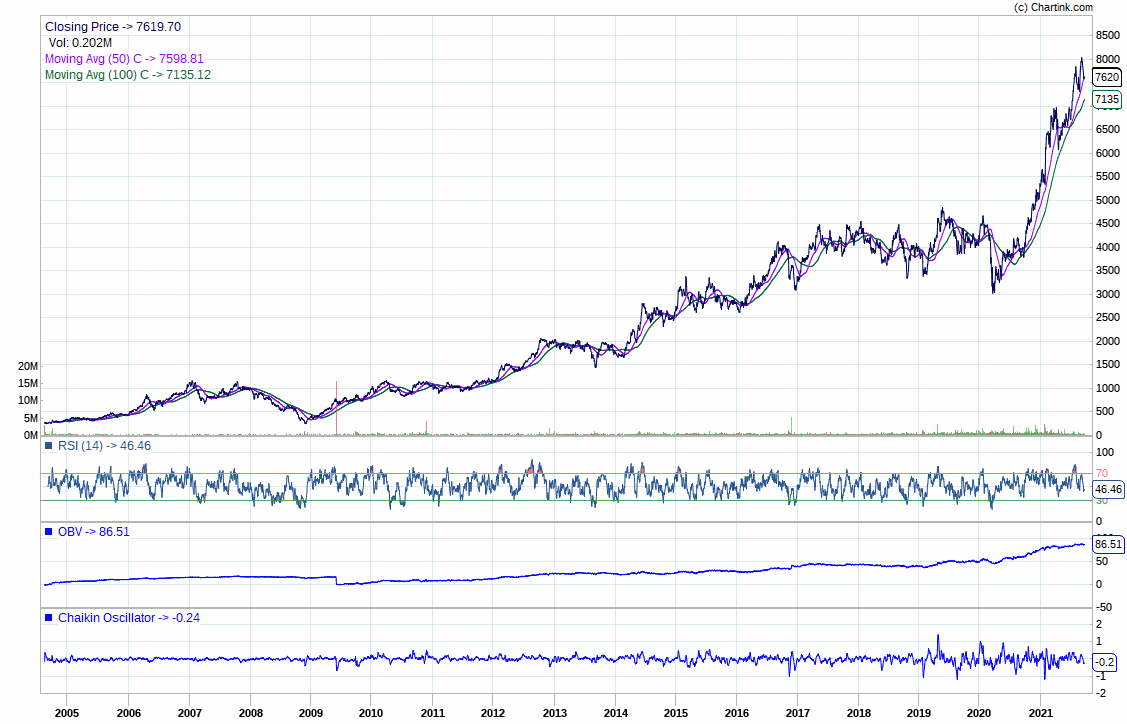 (c) Chartink.com
Closing Price -> 7619.70
Vol: 0.202M
Moving Avg (50) C -> 7598.81
Moving Avg (100) C -> 7135.12
8500
8000
7620
7135
6500
6000
5500
5000
4500
4000
3500
3000
2500
2000
1500
1000
500
0
20M
15M
10M
5M
0M
RSI (14) -> 46.46
100
70
46.46
30
0
OBV -> 86.51
86.51
50
0
-50
Chaikin Oscillator -> -0.24
2
1
-0.2
-1
-2
2005 2006 2007 2008 2009 2010 2011 2012 2013 2014 2015 2016 2017 2018 2019 2020 2021